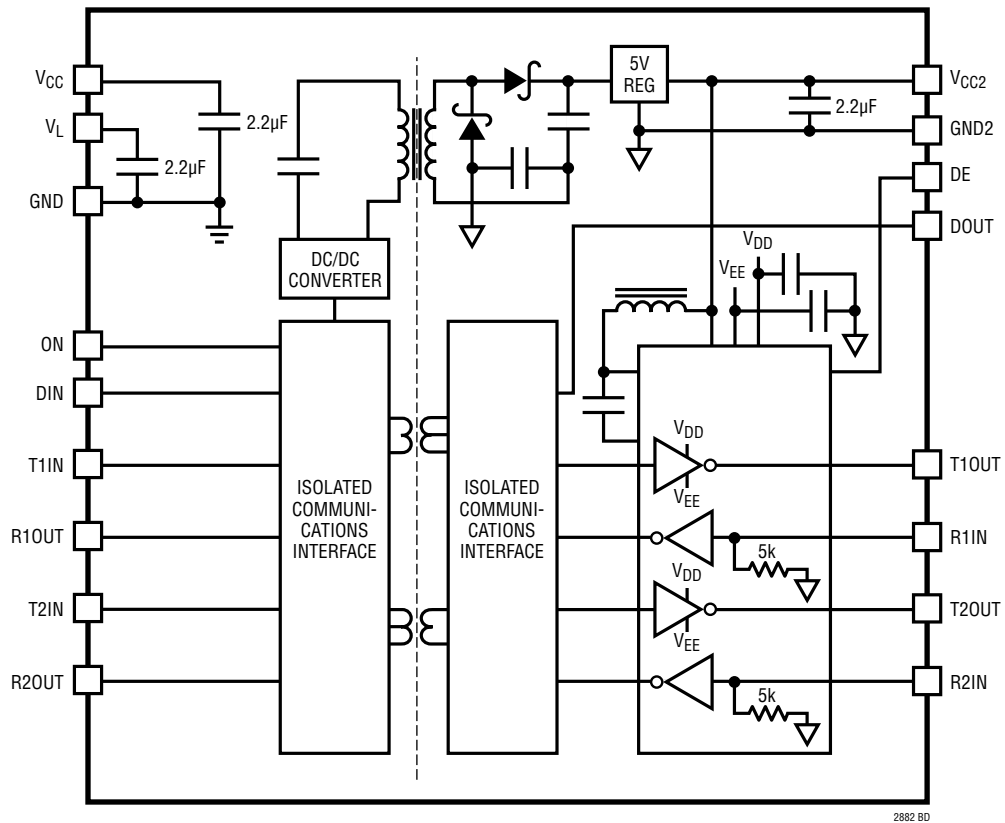 VCC
VL
GND
2.2µF
2.2µF
DC/DC
CONVERTER
5V
REG
2.2µF
VCC2
GND2
DE
DOUT
VDD
VEE
ON
DIN
T1IN
R1OUT
T2IN
R2OUT
ISOLATED
COMMUNI-
CATIONS
INTERFACE
ISOLATED
COMMUNI-
CATIONS
INTERFACE
VDD
VEE
5k
VDD
VEE
5k
T1OUT
R1IN
T2OUT
R2IN
2882 BD